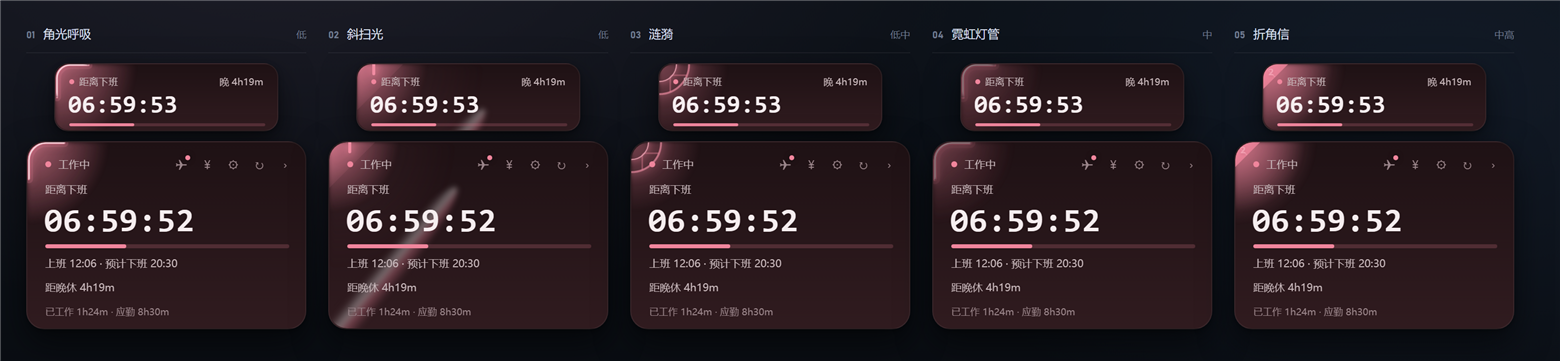 01 角光呼吸 低
距离下班 晚 4h19m
06:59:53
工作中 ¥
距离下班
06:59:52
上班 12:06 · 预计下班 20:30
距晚休 4h19m
已工作 1h24m · 应勤 8h30m
02 斜扫光 低
距离下班 晚 4h19m
06:59:53
工作中 ¥
距离下班
06:59:52
上班 12:06 · 预计下班 20:30
距晚休 4h19m
已工作 1h24m · 应勤 8h30m
03 涟漪 低中
距离下班 晚 4h19m
06:59:53
工作中 ¥
距离下班
06:59:52
上班 12:06 · 预计下班 20:30
距晚休 4h19m
已工作 1h24m · 应勤 8h30m
04 霓虹灯管 中
距离下班 晚 4h19m
06:59:53
工作中 ¥
距离下班
06:59:52
上班 12:06 · 预计下班 20:30
距晚休 4h19m
已工作 1h24m · 应勤 8h30m
05 折角信 中高
距离下班 晚 4h19m
06:59:53
工作中 ¥
距离下班
06:59:52
上班 12:06 · 预计下班 20:30
距晚休 4h19m
已工作 1h24m · 应勤 8h30m